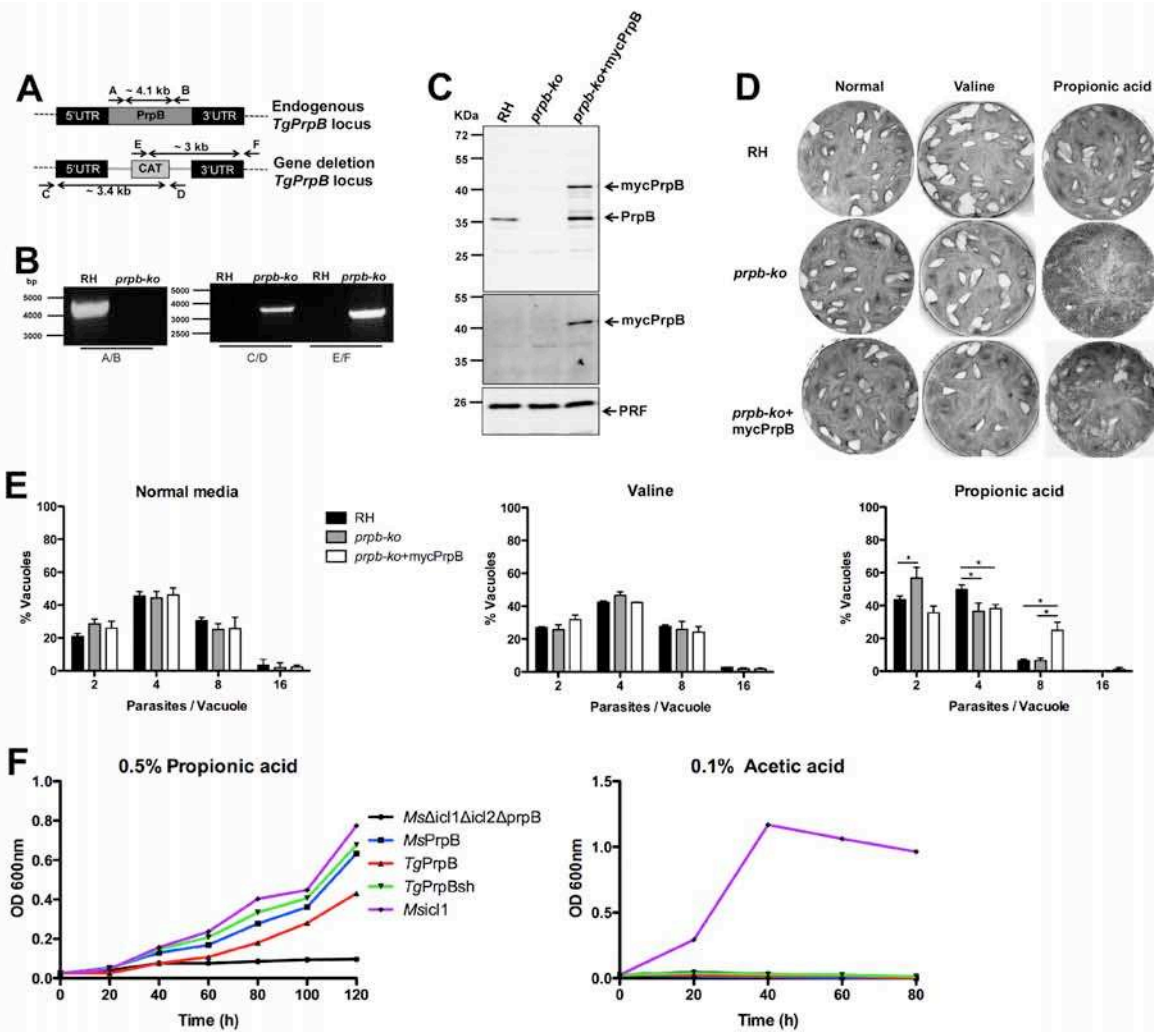 A
A ~ 4.1 kb B
5'UTR PrpB 3'UTR
Endogenous
TgPrpB locus
E ~ 3 kb F
5'UTR CAT 3'UTR
Gene deletion
TgPrpB locus
C ~ 3.4 kb D
B
RH prpb-ko
bp
5000
4000
3000
A/B
RH prpb-ko RH prpb-ko
5000
4000
3000
2500
C/D E/F
C
RH prpb-ko prpb-ko+mycPrpB
KDa
72
55
40
35
25
mycPrpB
PrpB
55
40
35
mycPrpB
26
PRF
D
Normal Valine Propionic acid
RH
prpb-ko
prpb-ko+
mycPrpB
E
Normal media
% Vacuoles
100
80
60
40
20
0
2 4 8 16
Parasites / Vacuole
RH
prpb-ko
prpb-ko+mycPrpB
Valine
% Vacuoles
100
80
60
40
20
0
2 4 8 16
Parasites / Vacuole
Propionic acid
% Vacuoles
100
80
60
40
20
0
* * * * *
2 4 8 16
Parasites / Vacuole
F
0.5% Propionic acid
OD 600nm
1.0
0.8
0.6
0.4
0.2
0.0
0 20 40 60 80 100 120
Time (h)
MsΔicl1Δicl2ΔprpB
MsPrpB
TgPrpB
TgPrpBsh
Msicl1
0.1% Acetic acid
OD 600nm
1.5
1.0
0.5
0.0
0 20 40 60 80
Time (h)